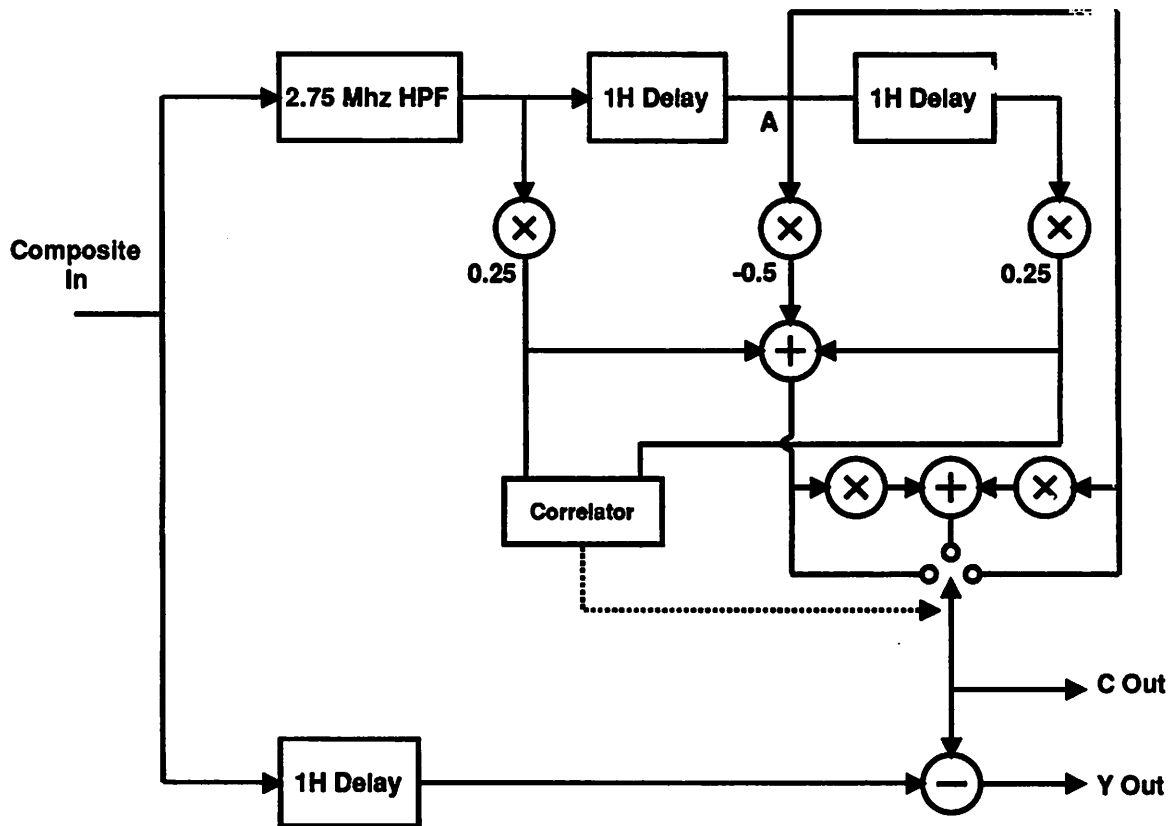 2.75 Mhz HPF
1H Delay
A
1H Delay
Composite
In
0.25
-0.5
0.25
Correlator
C Out
1H Delay
Y Out